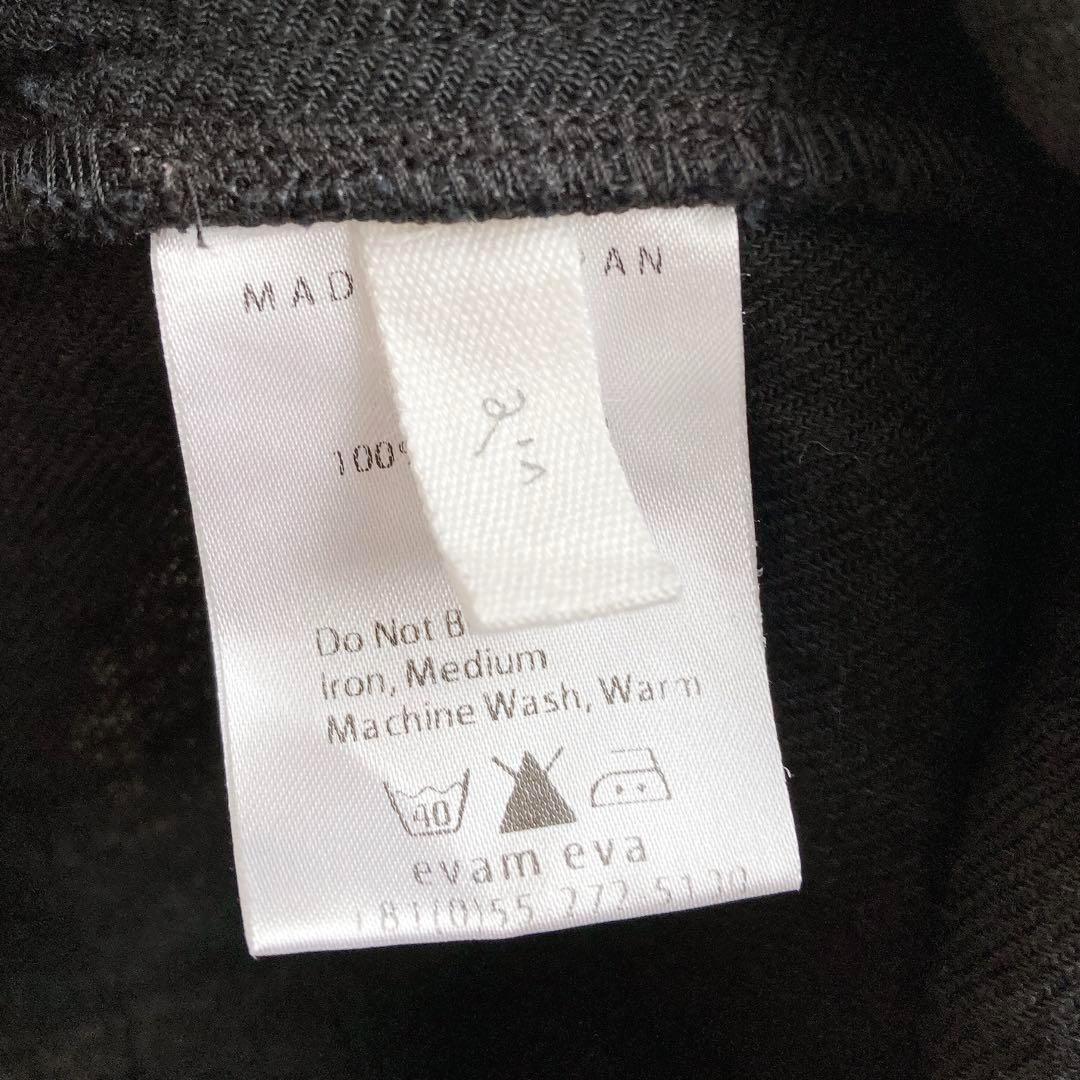 MAD PAN
100%
Do Not B
Iron, Medium
Machine Wash, Warm
40
evam eva